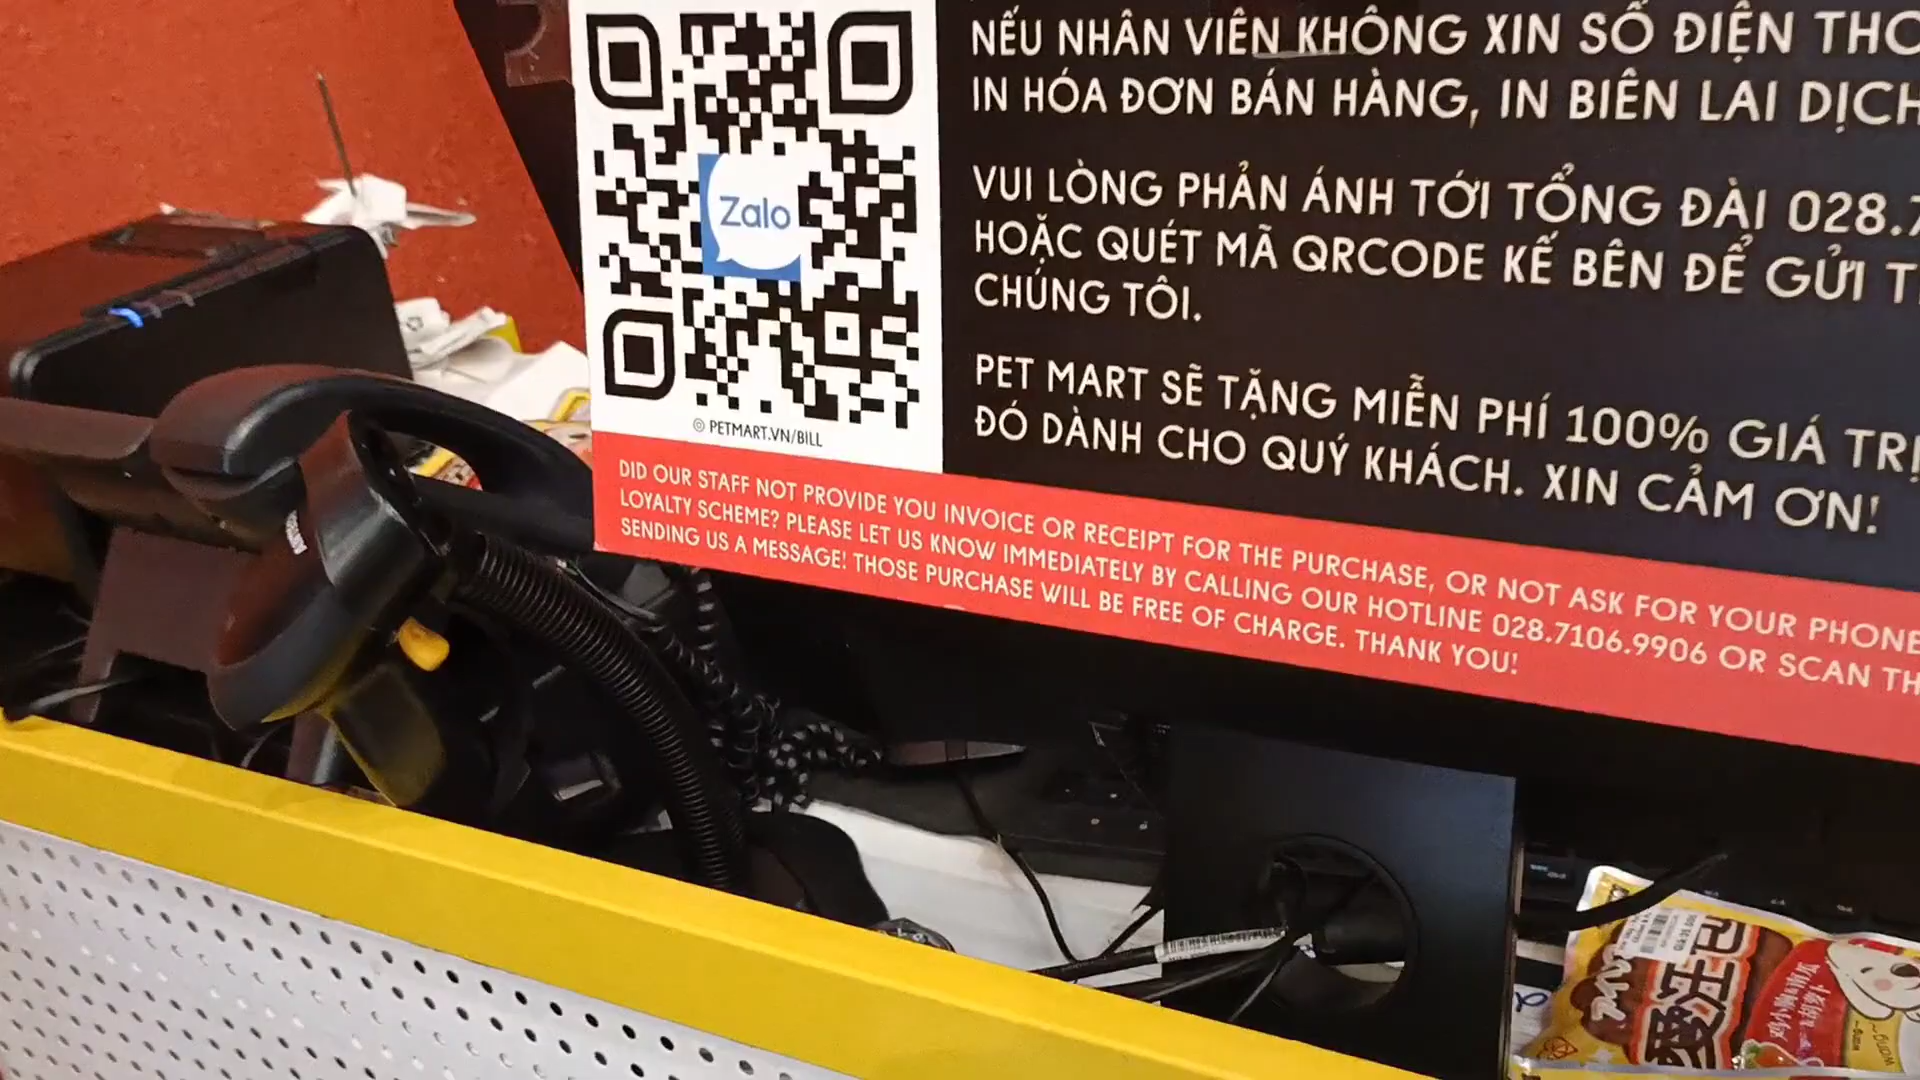 NẾU NHÂN VIÊN KHÔNG XIN SỐ ĐIỆN
IN HÓA ĐƠN BÁN HÀNG, IN BIÊN LAI DỊCH
VUI LÒNG PHẢN ÁNH TỚI TỔNG ĐÀI 028.7
HOẶC QUÉT MÃ QRCODE KẾ BÊN ĐỂ GỬI
CHÚNG TÔI.
PET MART SẼ TẶNG MIỄN PHÍ 100% GIÁ TRỊ
ĐÓ DÀNH CHO QUÝ KHÁCH. XIN CẢM ƠN!
Zalo
© PETMART.VN/BILL
DID OUR STAFF NOT PROVIDE YOU INVOICE OR RECEIPT FOR THE PURCHASE, OR NOT ASK FOR YOUR PHONE
LOYALTY SCHEME? PLEASE LET US KNOW IMMEDIATELY BY CALLING OUR HOTLINE 028.7106.9906 OR SCAN
SENDING US A MESSAGE! THOSE PURCHASE WILL BE FREE OF CHARGE. THANK YOU!